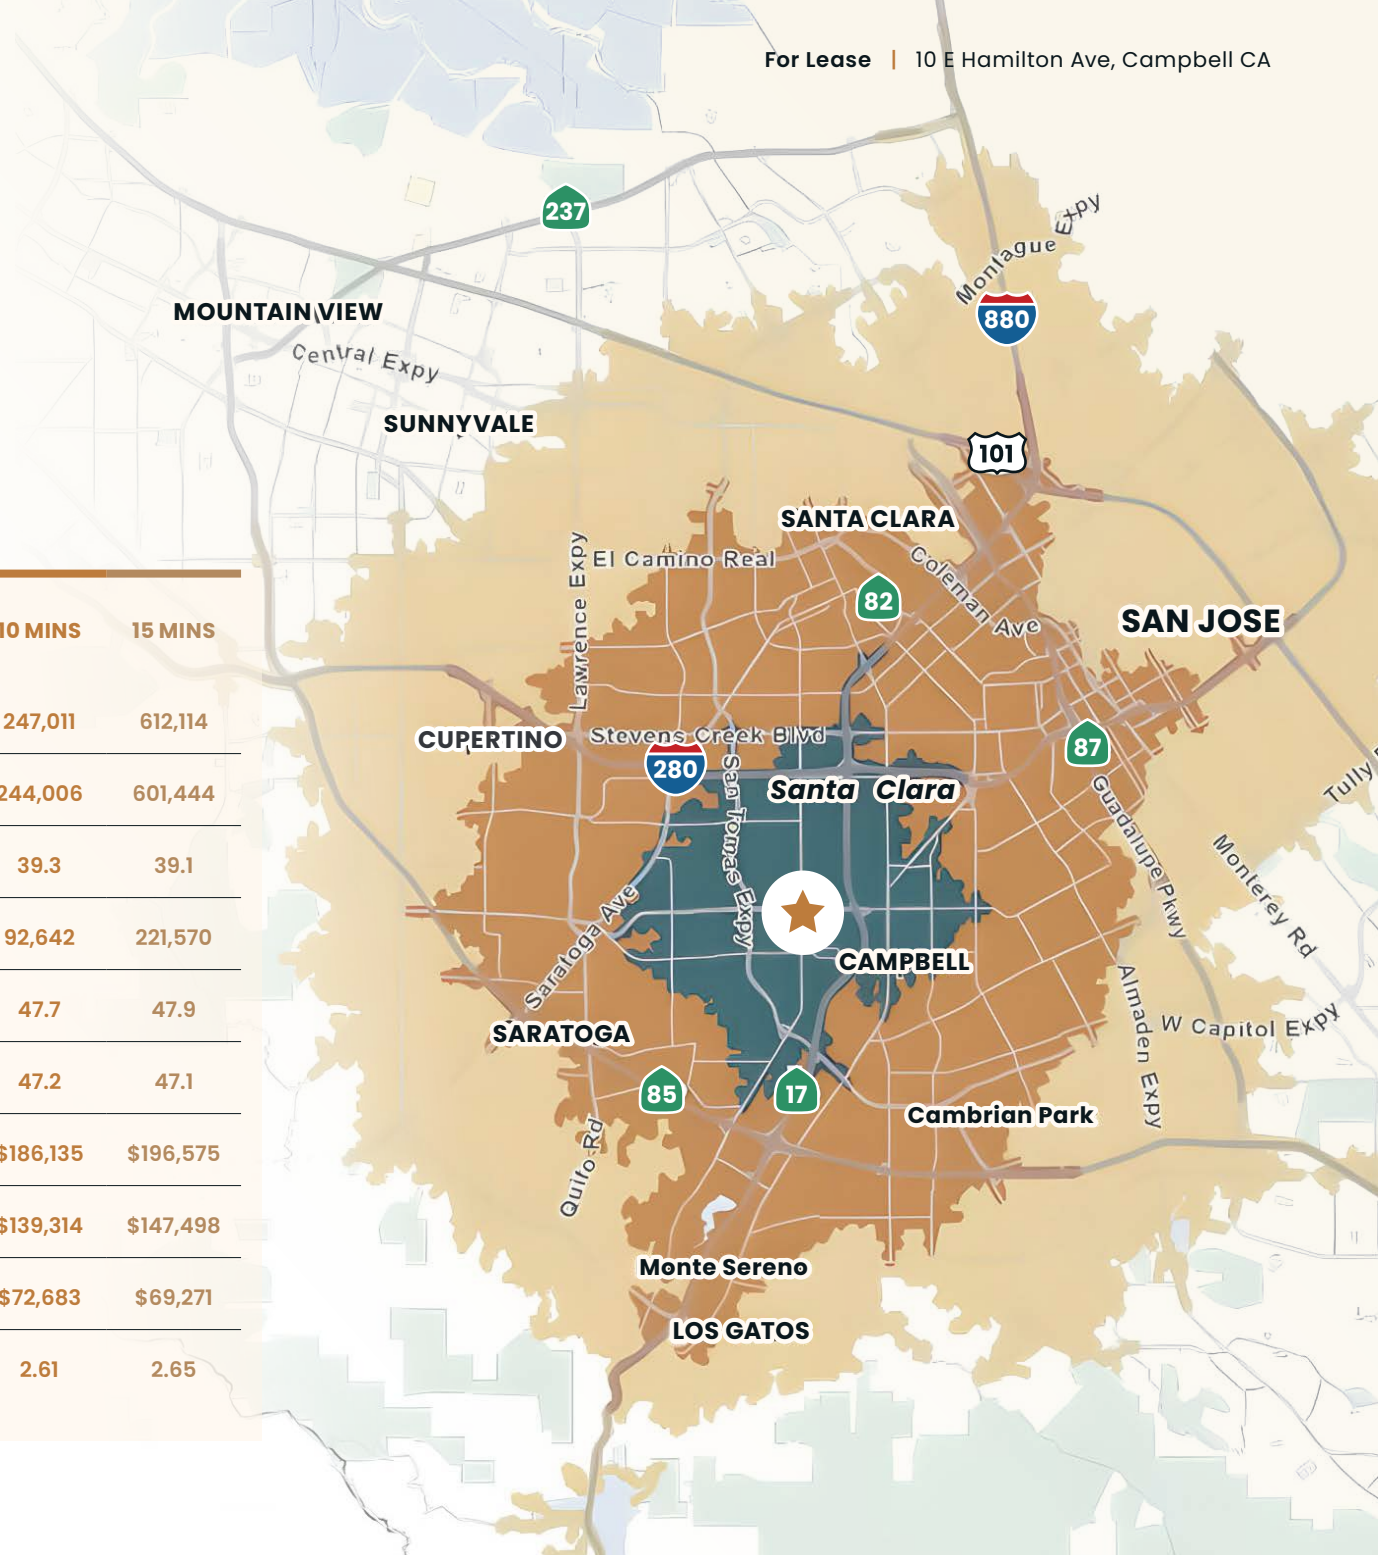 For Lease | 10 E Hamilton Ave, Campbell CA
237
Montague Expy
MOUNTAIN VIEW
880
Central Expy
SUNNYVALE
101
SANTA CLARA
El Camino Real
Lawrence Expy
Coleman Ave
82
SAN JOSE
10 MINS 15 MINS
247,011 612,114
244,006 601,444
39.3 39.1
92,642 221,570
47.7 47.9
47.2 47.1
$186,135 $196,575
$139,314 $147,498
$72,683 $69,271
2.61 2.65
CUPERTINO
Stevens Creek Blvd
87
280
Santa Clara
San Tomas Expy
Guadalupe Pkwy
Tully
Monterey Rd
Saratoga Ave
CAMPBELL
Almaden Expy
W Capitol Expy
SARATOGA
85
17
Cambrian Park
Quito Rd
Monte Sereno
LOS GATOS